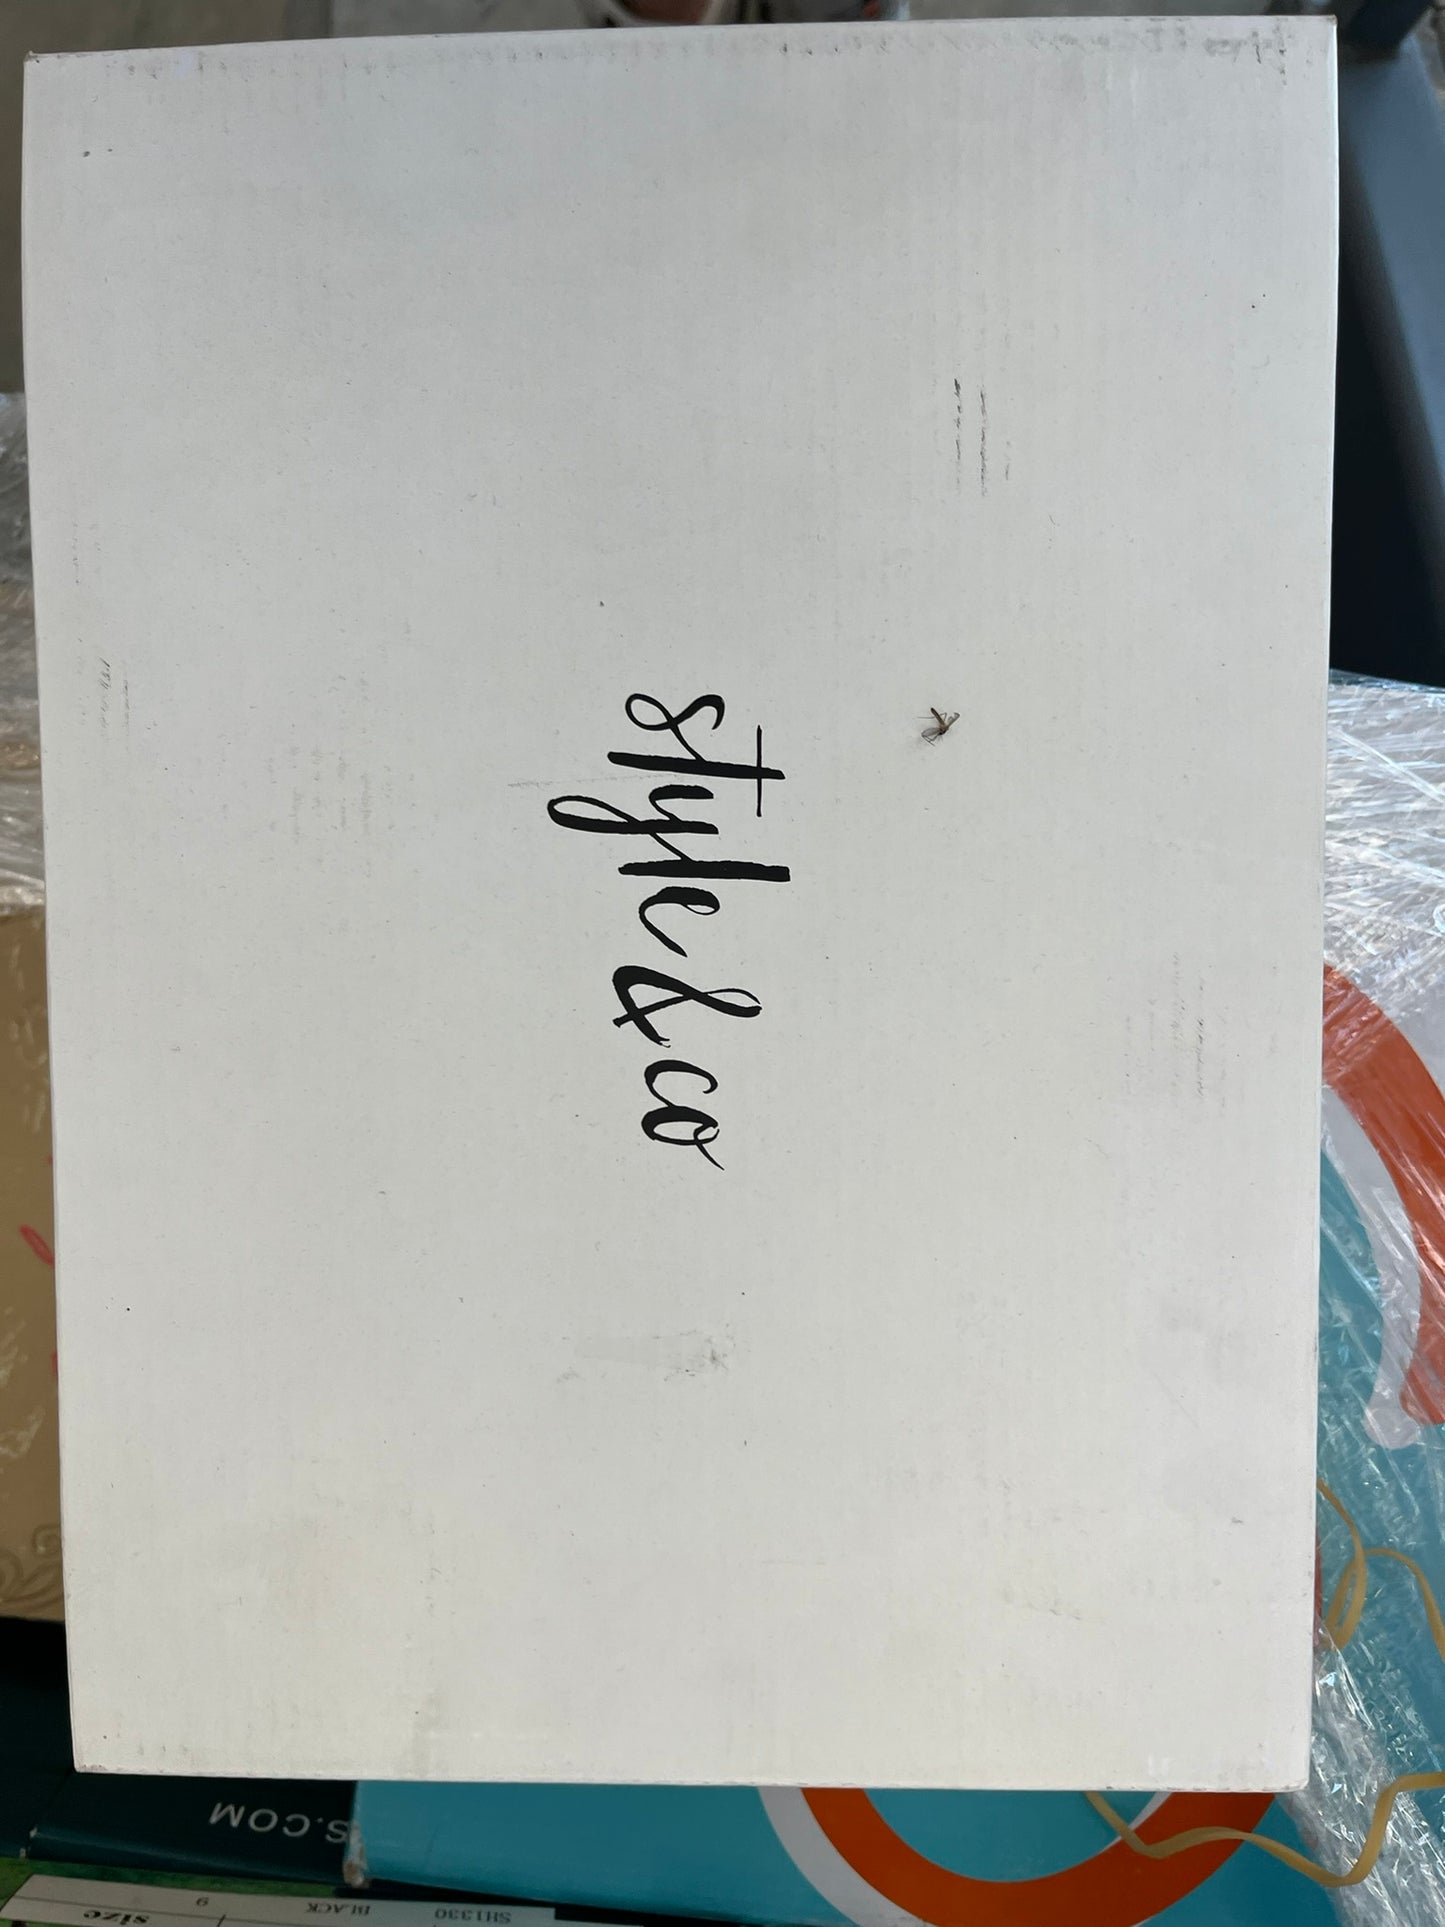 style & co
S.COM
SH1330 BLACK 9
size